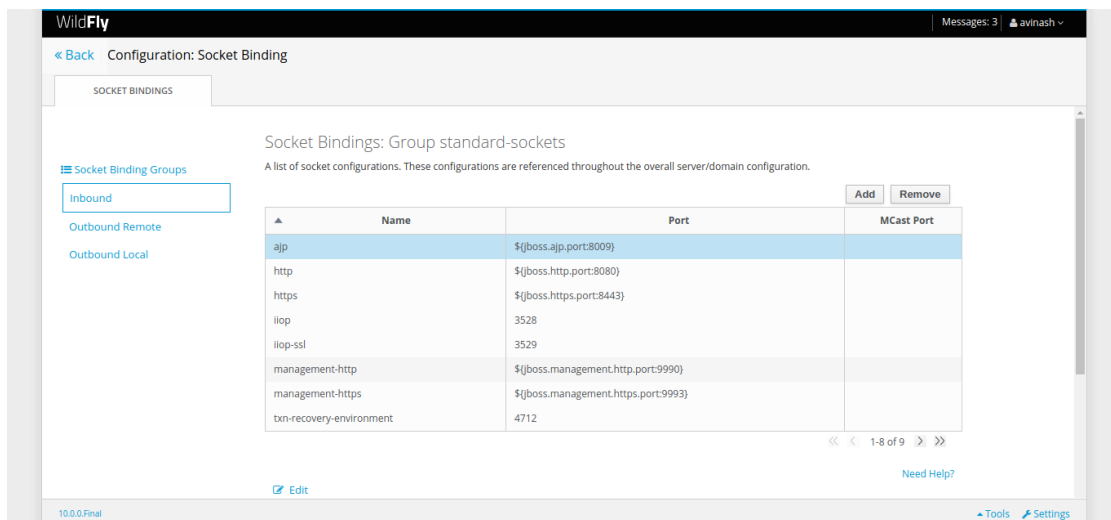 WildFly Messages: 3 avinash
« Back Configuration: Socket Binding
SOCKET BINDINGS
Socket Bindings: Group standard-sockets
Socket Binding Groups
A list of socket configurations. These configurations are referenced throughout the overall server/domain configuration.
Inbound
Outbound Remote
Outbound Local
Add Remove
Name Port MCast Port
ajp ${jboss.ajp.port:8009}
http ${jboss.http.port:8080}
https ${jboss.https.port:8443}
iiop 3528
iiop-ssl 3529
management-http ${jboss.management.http.port:9990}
management-https ${jboss.management.https.port:9993}
txn-recovery-environment 4712
1-8 of 9
Need Help?
Edit
10.0.0.Final Tools Settings